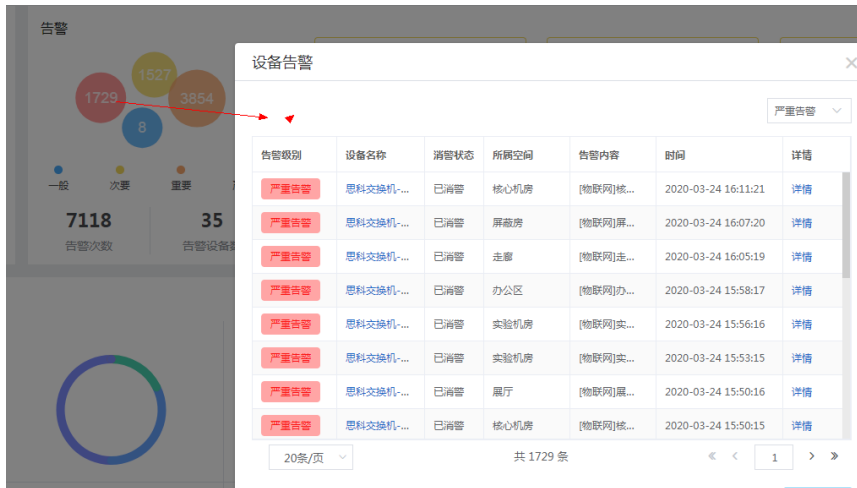 告警
1527
1729
3854
8
一般 次要 重要
7118 35
告警次数 告警设备
设备告警
严重告警
告警级别 设备名称 消警状态 所属空间 告警内容 时间 详情
严重告警 思科交换机-... 已消警 核心机房 [物联网]核... 2020-03-24 16:11:21 详情
严重告警 思科交换机-... 已消警 屏蔽房 [物联网]屏... 2020-03-24 16:07:20 详情
严重告警 思科交换机-... 已消警 走廊 [物联网]走... 2020-03-24 16:05:19 详情
严重告警 思科交换机-... 已消警 办公区 [物联网]办... 2020-03-24 15:58:17 详情
严重告警 思科交换机-... 已消警 实验机房 [物联网]实... 2020-03-24 15:56:16 详情
严重告警 思科交换机-... 已消警 实验机房 [物联网]实... 2020-03-24 15:53:15 详情
严重告警 思科交换机-... 已消警 展厅 [物联网]展... 2020-03-24 15:50:16 详情
严重告警 思科交换机-... 已消警 核心机房 [物联网]核... 2020-03-24 15:50:15 详情
20条/页 共 1729 条 1